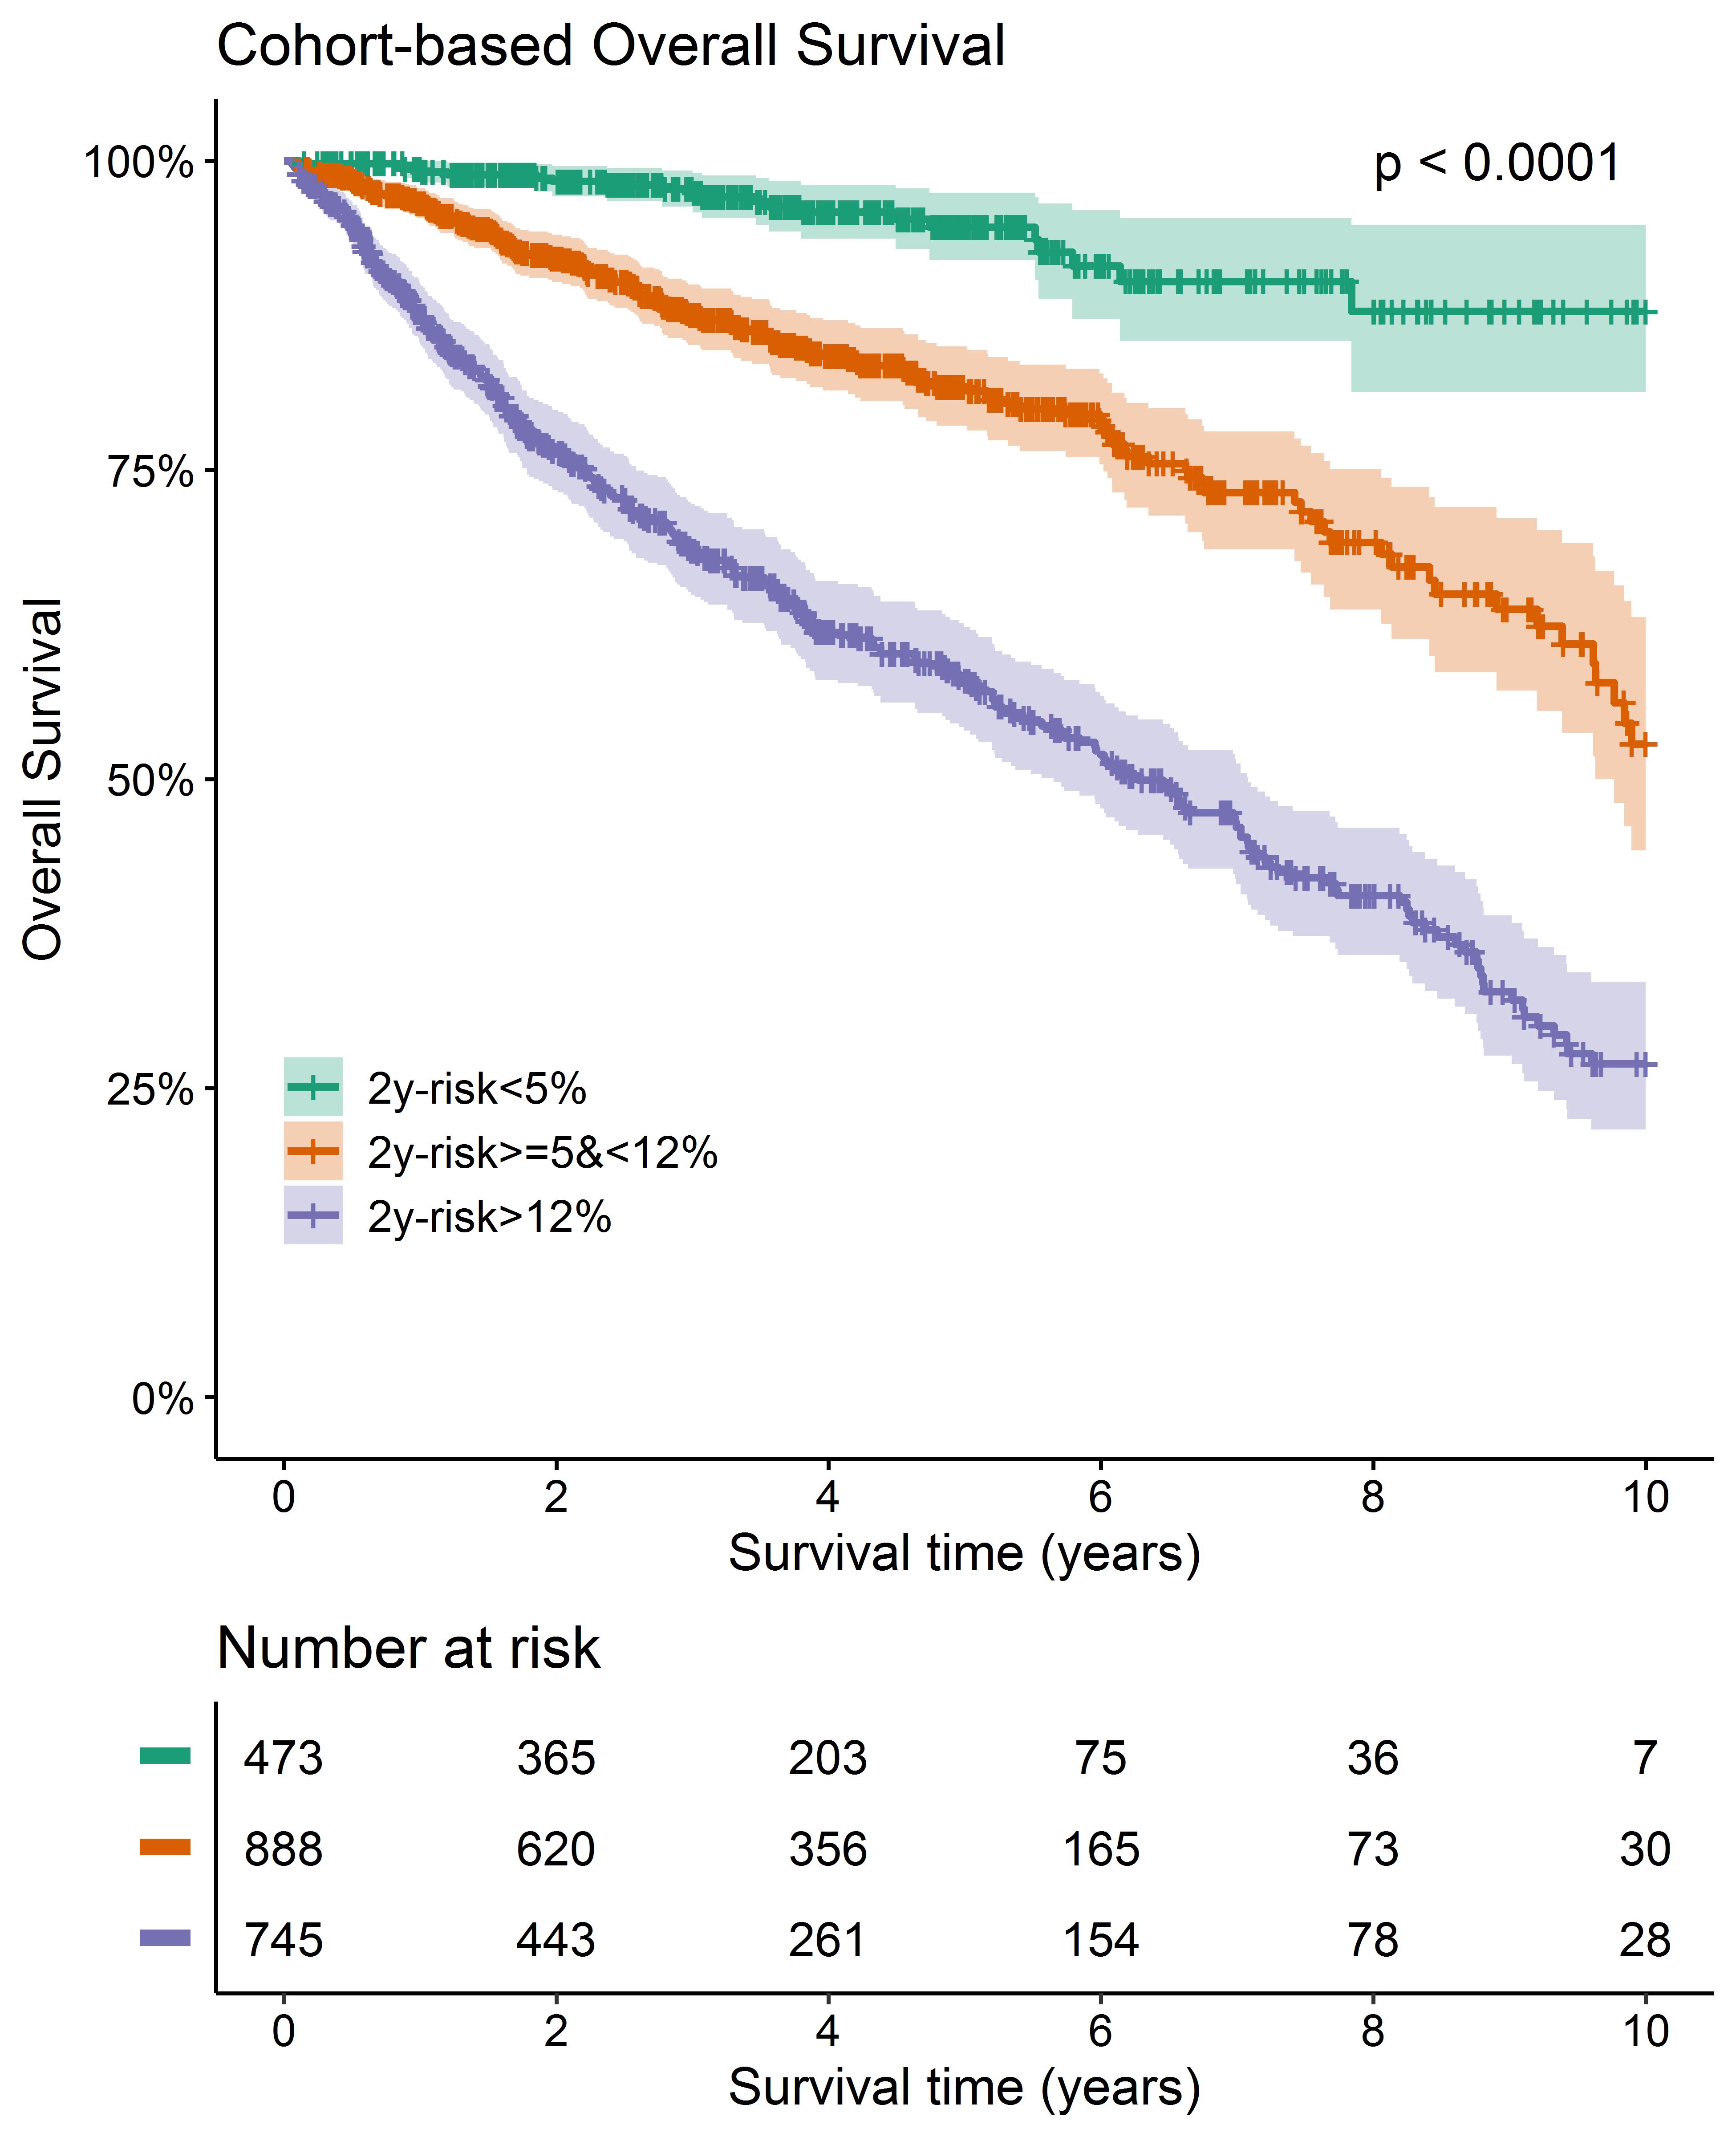 Cohort-based Overall Survival
p < 0.0001
100%
75%
50%
25%
0%
Overall Survival
2y-risk<5%
2y-risk>=5&<12%
2y-risk>12%
0 2 4 6 8 10
Survival time (years)
Number at risk
473 365 203 75 36 7
888 620 356 165 73 30
745 443 261 154 78 28
0 2 4 6 8 10
Survival time (years)